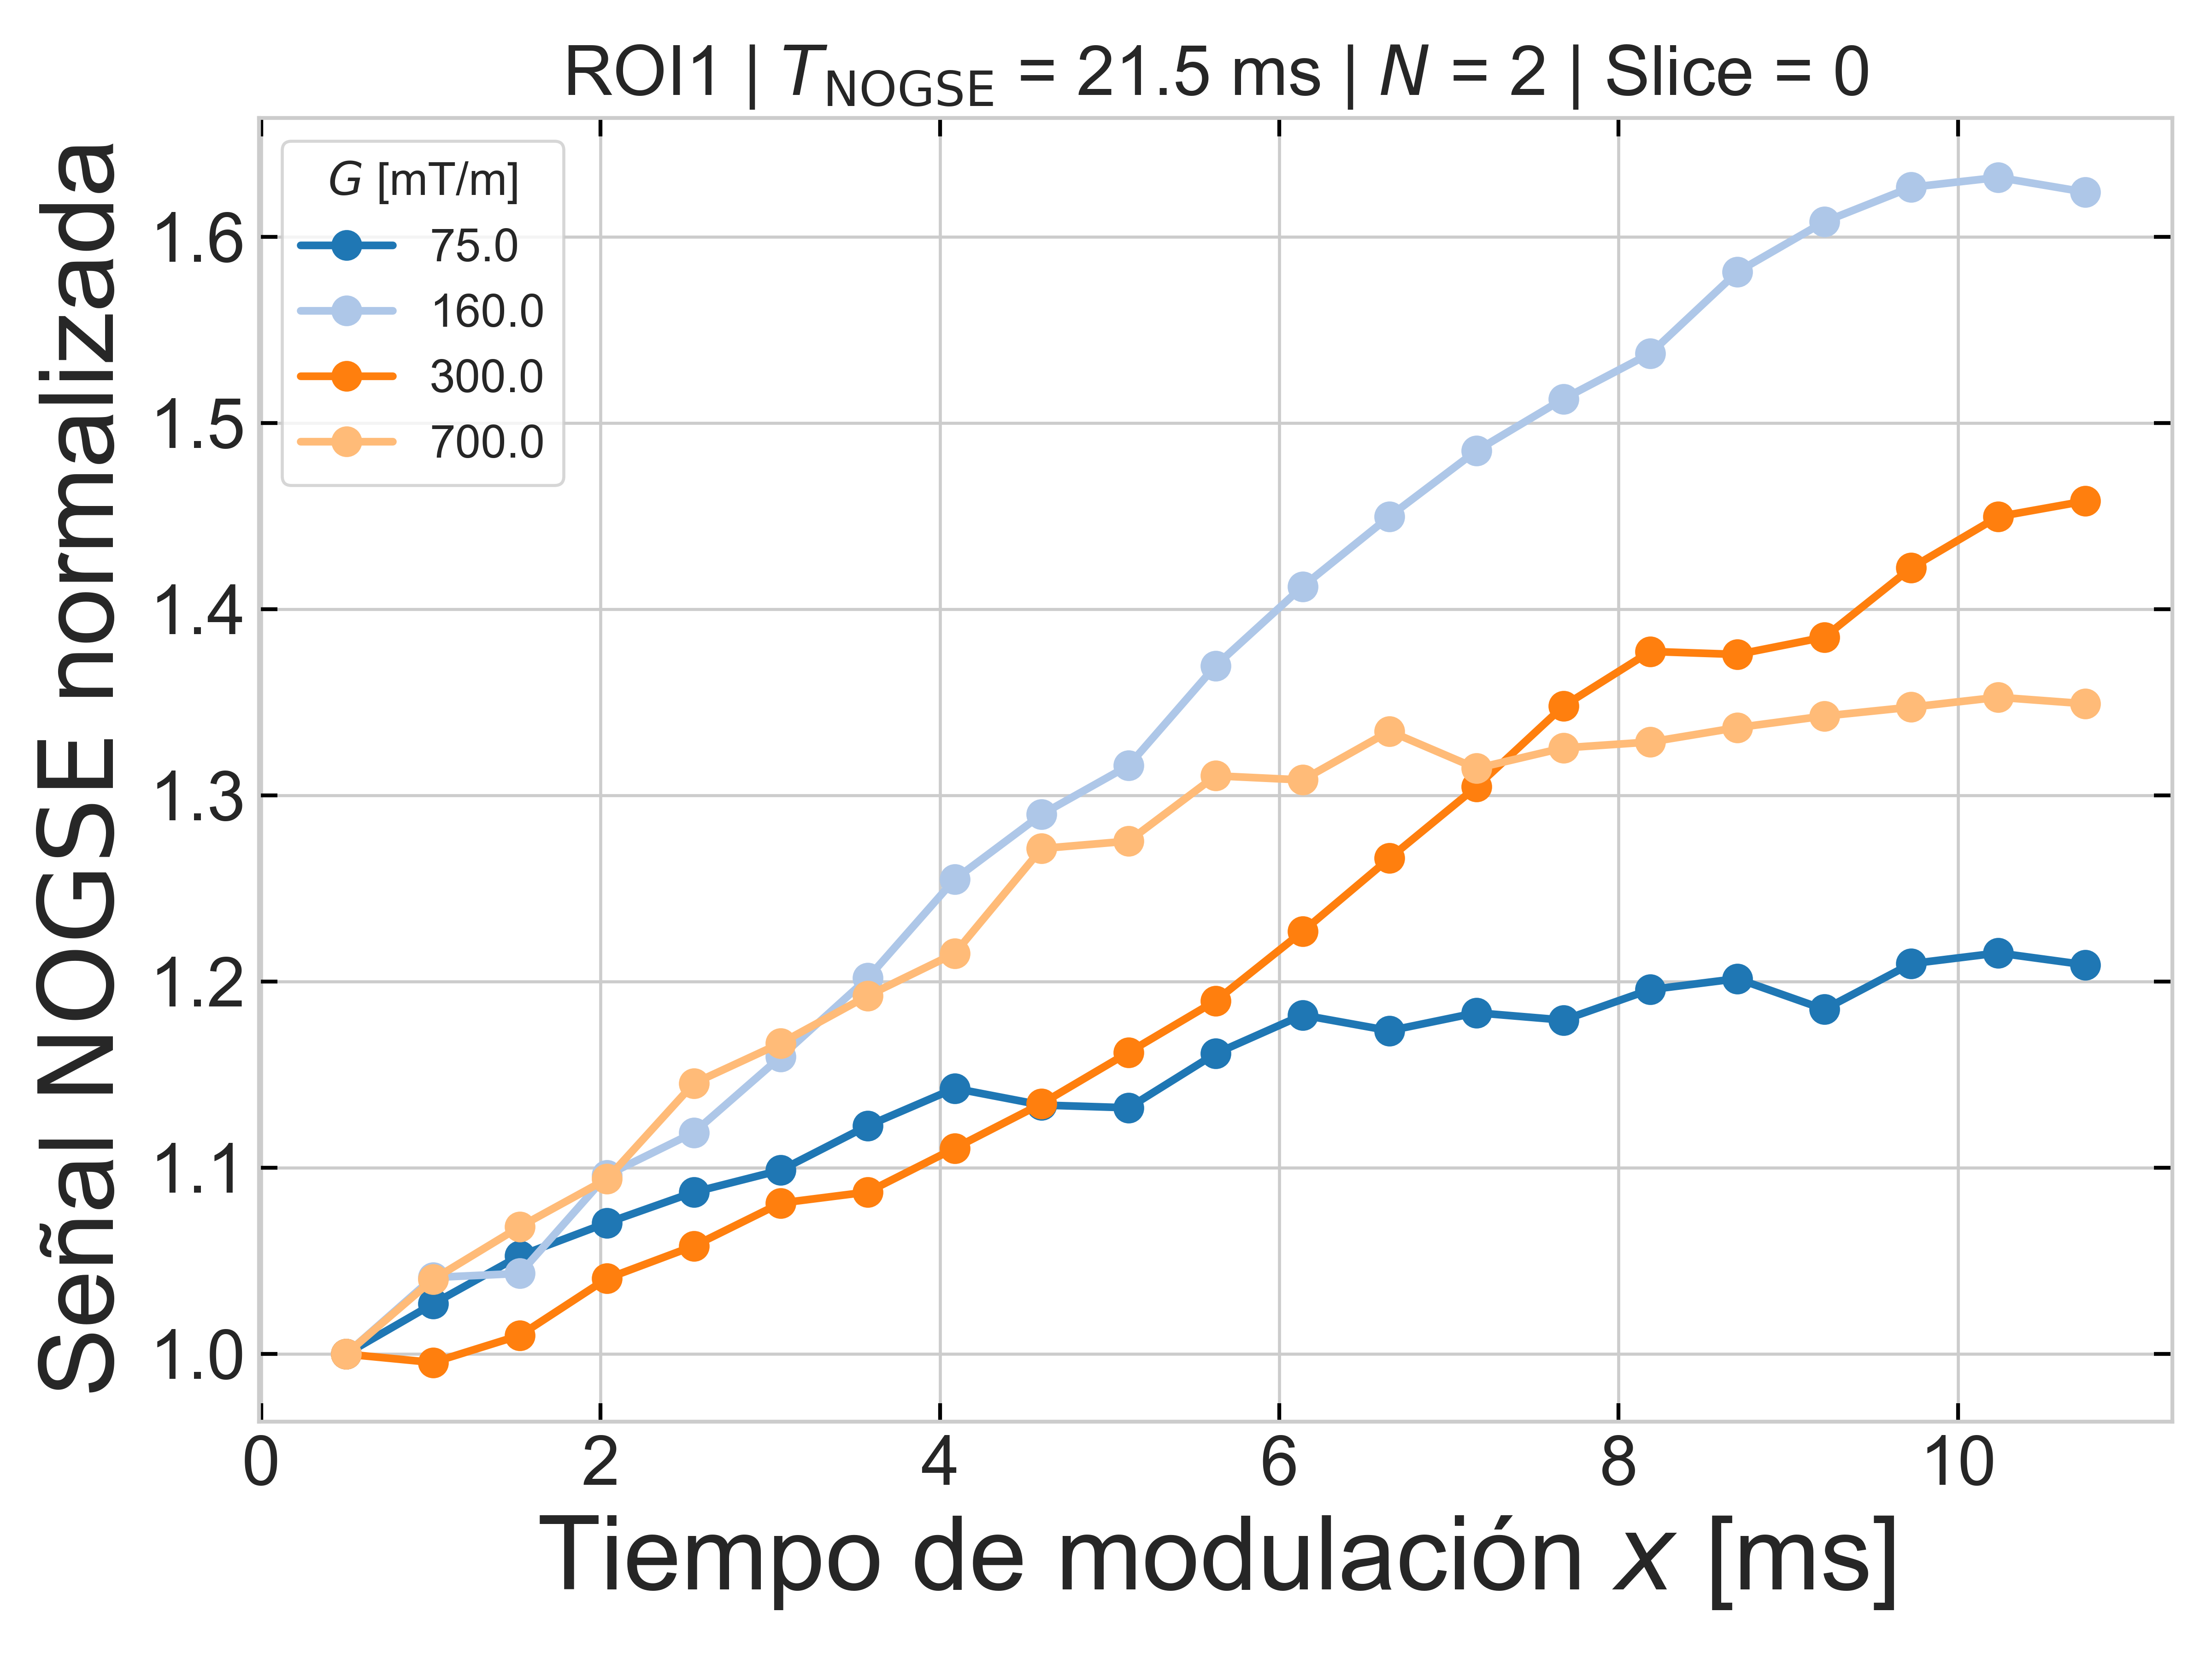 ROI1 | T_NOGSE = 21.5 ms | N = 2 | Slice = 0
Señal NOGSE normalizada
G [mT/m]
75.0
160.0
300.0
700.0
1.6
1.5
1.4
1.3
1.2
1.1
1.0
0 2 4 6 8 10
Tiempo de modulación x [ms]